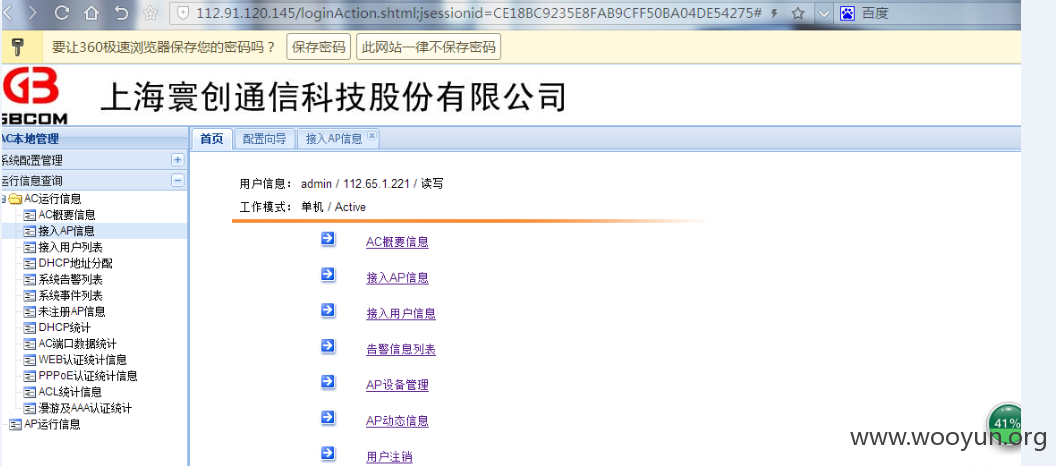 112.91.120.145/loginAction.shtml;jsessionid=CE18BC9235E8FAB9CFF50BA04DE54275#
百度
要让360极速浏览器保存您的密码吗？ 保存密码 此网站一律不保存密码
GBCOM
上海寰创通信科技股份有限公司
AC本地管理
系统配置管理
运行信息查询
AC运行信息
AC概要信息
接入AP信息
接入用户列表
DHCP地址分配
系统告警列表
系统事件列表
未注册AP信息
DHCP统计
AC端口数据统计
WEB认证统计信息
PPPoE认证统计信息
ACL统计信息
漫游及AAA认证统计
AP运行信息
首页 配置向导 接入AP信息
用户信息： admin / 112.65.1.221 / 读写
工作模式： 单机 / Active
AC概要信息
接入AP信息
接入用户信息
告警信息列表
AP设备管理
AP动态信息
用户注销
41%
www.wooyun.org